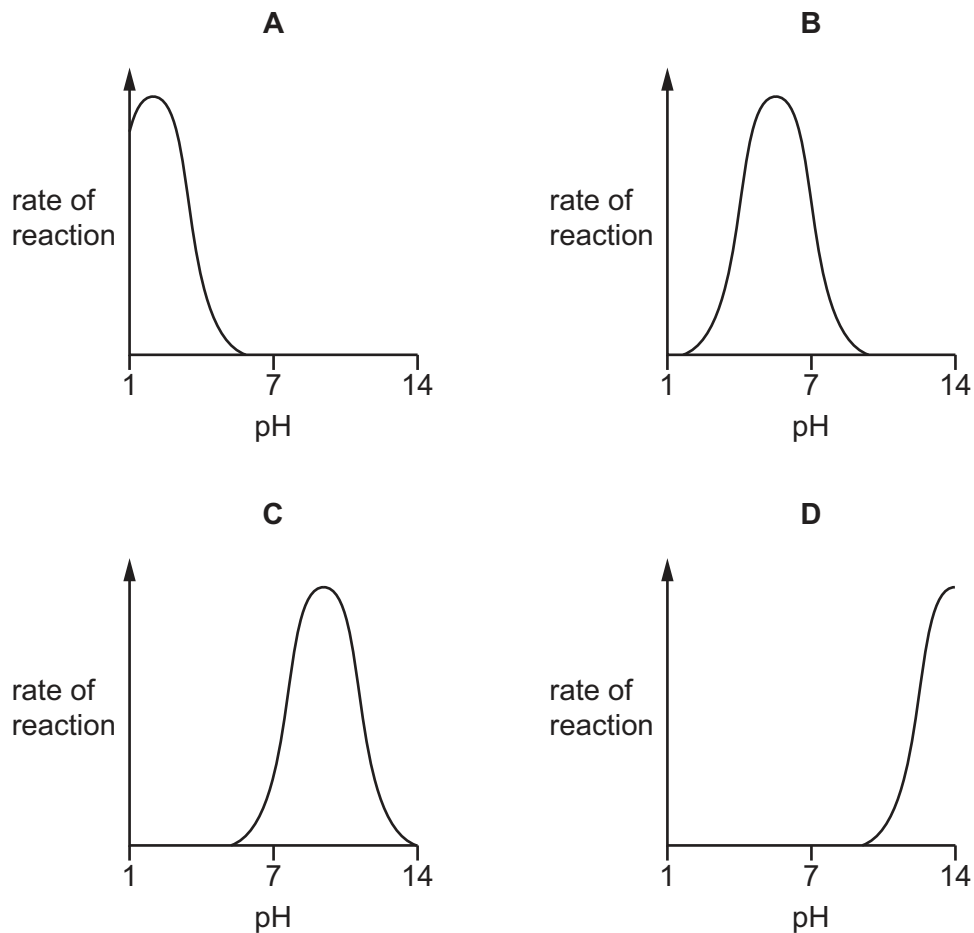 A
B
rate of
reaction
rate of
reaction
1 7 14
1 7 14
pH
pH
C
D
rate of
reaction
rate of
reaction
1 7 14
1 7 14
pH
pH